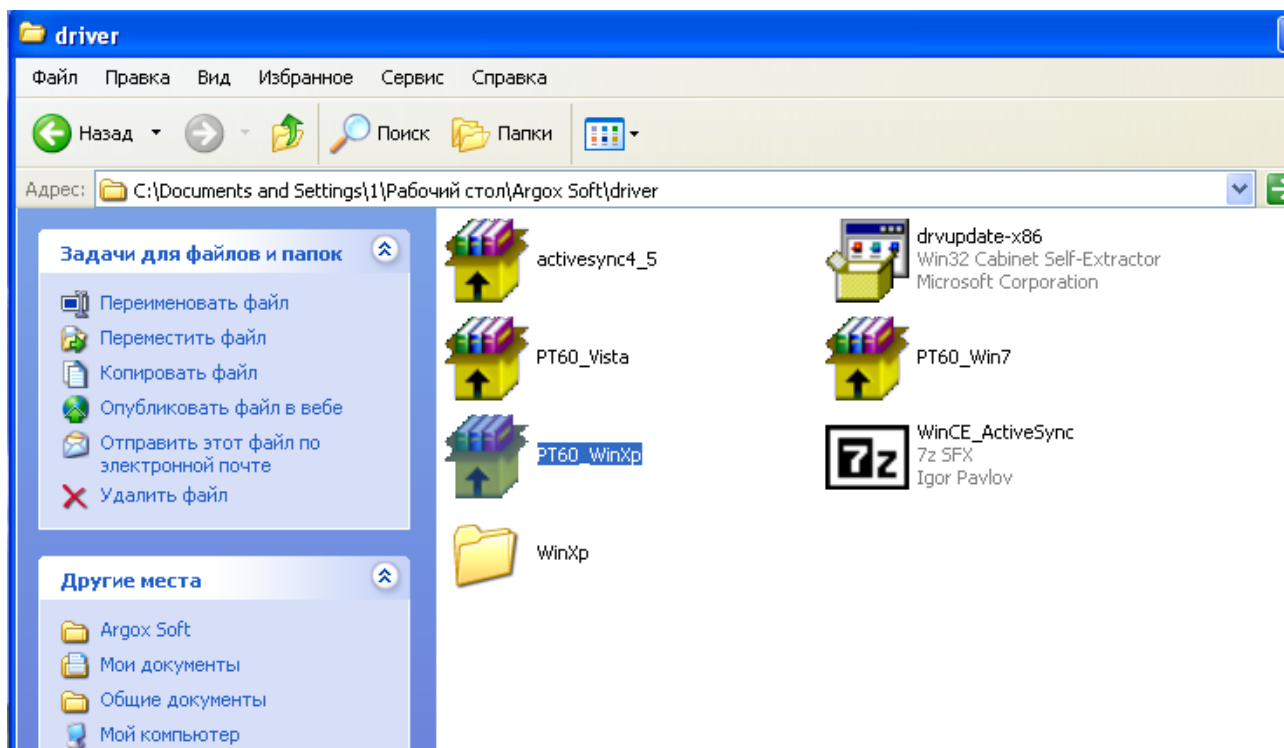 driver
Файл Правка Вид Избранное Сервис Справка
Назад Поиск Папки
Адрес: C:\Documents and Settings\1\Рабочий стол\Argox Soft\driver
Задачи для файлов и папок
Переименовать файл
Переместить файл
Копировать файл
Опубликовать файл в вебе
Отправить этот файл по
электронной почте
Удалить файл
Другие места
Argox Soft
Мои документы
Общие документы
Мой компьютер
activesync4_5
drvupdate-x86
Win32 Cabinet Self-Extractor
Microsoft Corporation
PT60_Vista
PT60_Win7
PT60_WinXp
WinCE_ActiveSync
7z SFX
Igor Pavlov
7z
WinXp